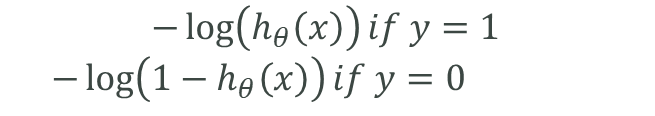 − log(h_θ(x)) if y = 1
− log(1 − h_θ(x)) if y = 0